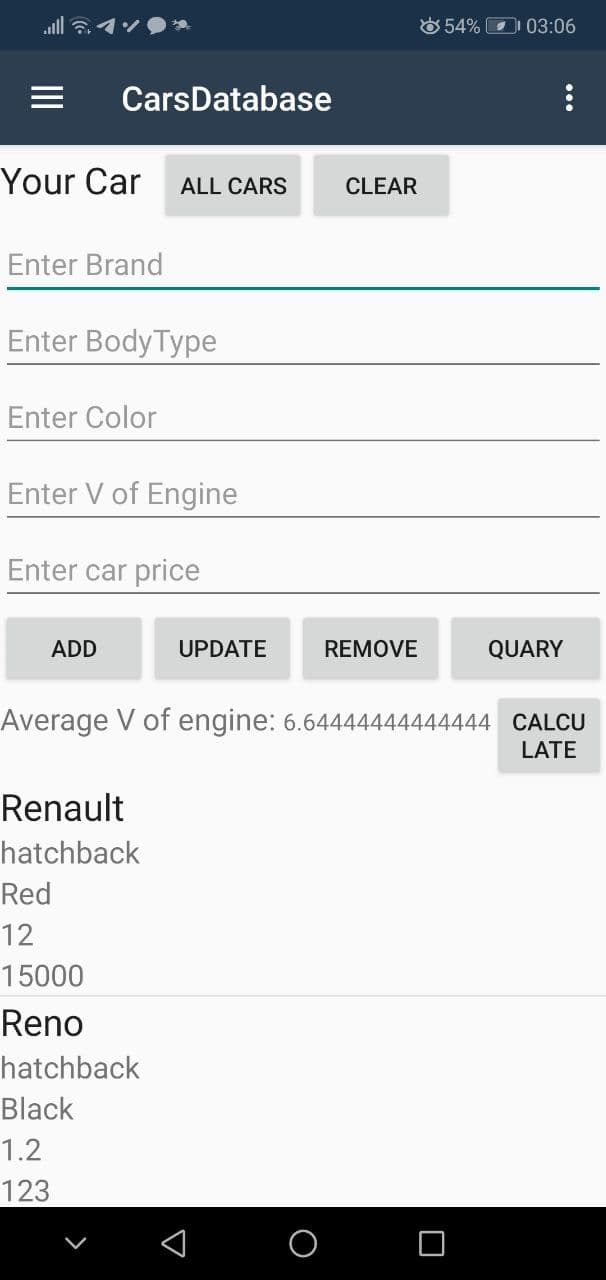 54% 03:06
CarsDatabase
Your Car ALL CARS CLEAR
Enter Brand
Enter BodyType
Enter Color
Enter V of Engine
Enter car price
ADD UPDATE REMOVE QUARY
Average V of engine: 6.64444444444444 CALCU
LATE
Renault
hatchback
Red
12
15000
Reno
hatchback
Black
1.2
123